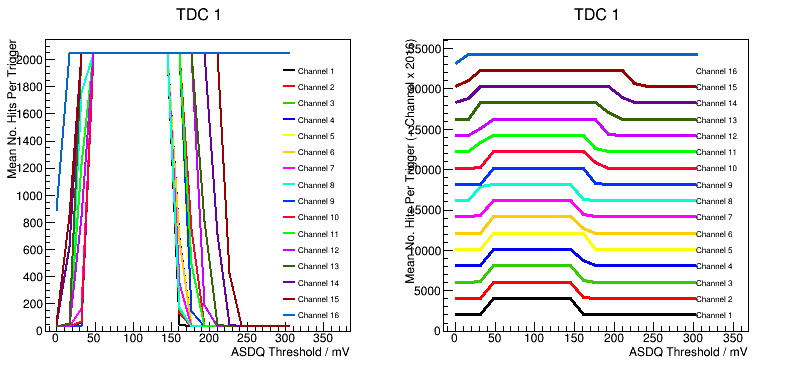 TDC 1
Mean No. Hits Per Trigger
2000
1800
1600
1400
1200
1000
800
600
400
200
0
0 50 100 150 200 250 300 350
ASDQ Threshold / mV
Channel 1
Channel 2
Channel 3
Channel 4
Channel 5
Channel 6
Channel 7
Channel 8
Channel 9
Channel 10
Channel 11
Channel 12
Channel 13
Channel 14
Channel 15
Channel 16
TDC 1
Mean No. Hits Per Trigger (+ Channel x 2016)
35000
30000
25000
20000
15000
10000
5000
0
0 50 100 150 200 250 300 350
ASDQ Threshold / mV
Channel 16
Channel 15
Channel 14
Channel 13
Channel 12
Channel 11
Channel 10
Channel 9
Channel 8
Channel 7
Channel 6
Channel 5
Channel 4
Channel 3
Channel 2
Channel 1